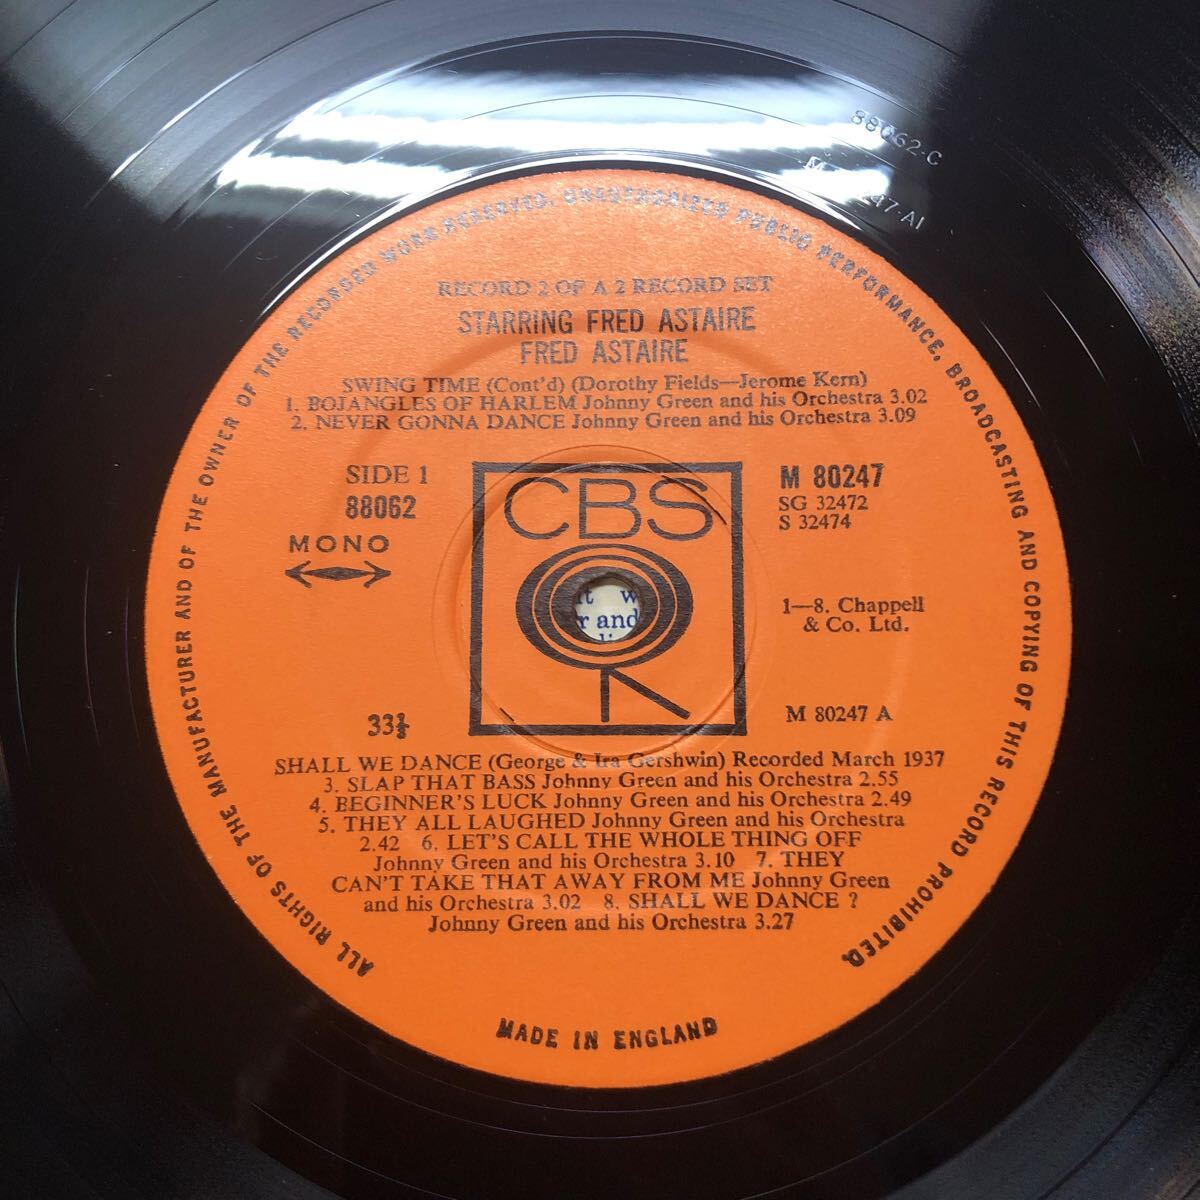 88062-C
ALL RIGHTS OF THE MANUFACTURER AND OF THE OWNER OF THE RECORDED WORK RESERVED. UNAUTHORIZED PUBLIC PERFORMANCE, BROADCASTING AND COPYING OF THIS RECORD PROHIBITED.
RECORD 2 OF A 2 RECORD SET
STARRING FRED ASTAIRE
FRED ASTAIRE
SWING TIME (Cont'd) (Dorothy Fields—Jerome Kern)
1. BOJANGLES OF HARLEM Johnny Green and his Orchestra 3.02
2. NEVER GONNA DANCE Johnny Green and his Orchestra 3.09
SIDE 1
88062
MONO
CBS
M 80247
SG 32472
S 32474
1—8. Chappell
& Co. Ltd.
33⅓
M 80247 A
SHALL WE DANCE (George & Ira Gershwin) Recorded March 1937
3. SLAP THAT BASS Johnny Green and his Orchestra 2.55
4. BEGINNER'S LUCK Johnny Green and his Orchestra 2.49
5. THEY ALL LAUGHED Johnny Green and his Orchestra
2.42 6. LET'S CALL THE WHOLE THING OFF
Johnny Green and his Orchestra 3.10 7. THEY
CAN'T TAKE THAT AWAY FROM ME Johnny Green
and his Orchestra 3.02 8. SHALL WE DANCE ?
Johnny Green and his Orchestra 3.27
MADE IN ENGLAND